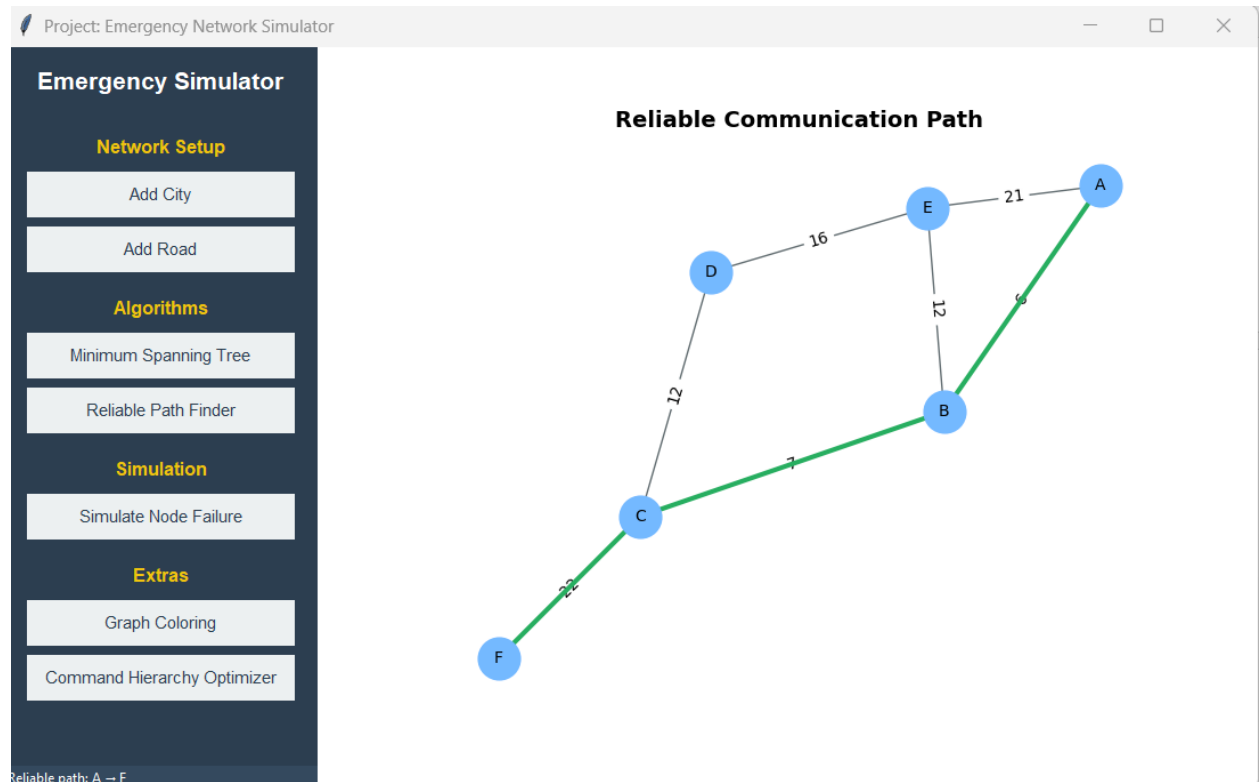 Project: Emergency Network Simulator
Emergency Simulator
Network Setup
Add City
Add Road
Algorithms
Minimum Spanning Tree
Reliable Path Finder
Simulation
Simulate Node Failure
Extras
Graph Coloring
Command Hierarchy Optimizer
Reliable path: A → F
Reliable Communication Path
A
21
E
16
D
12
12
B
7
C
22
F